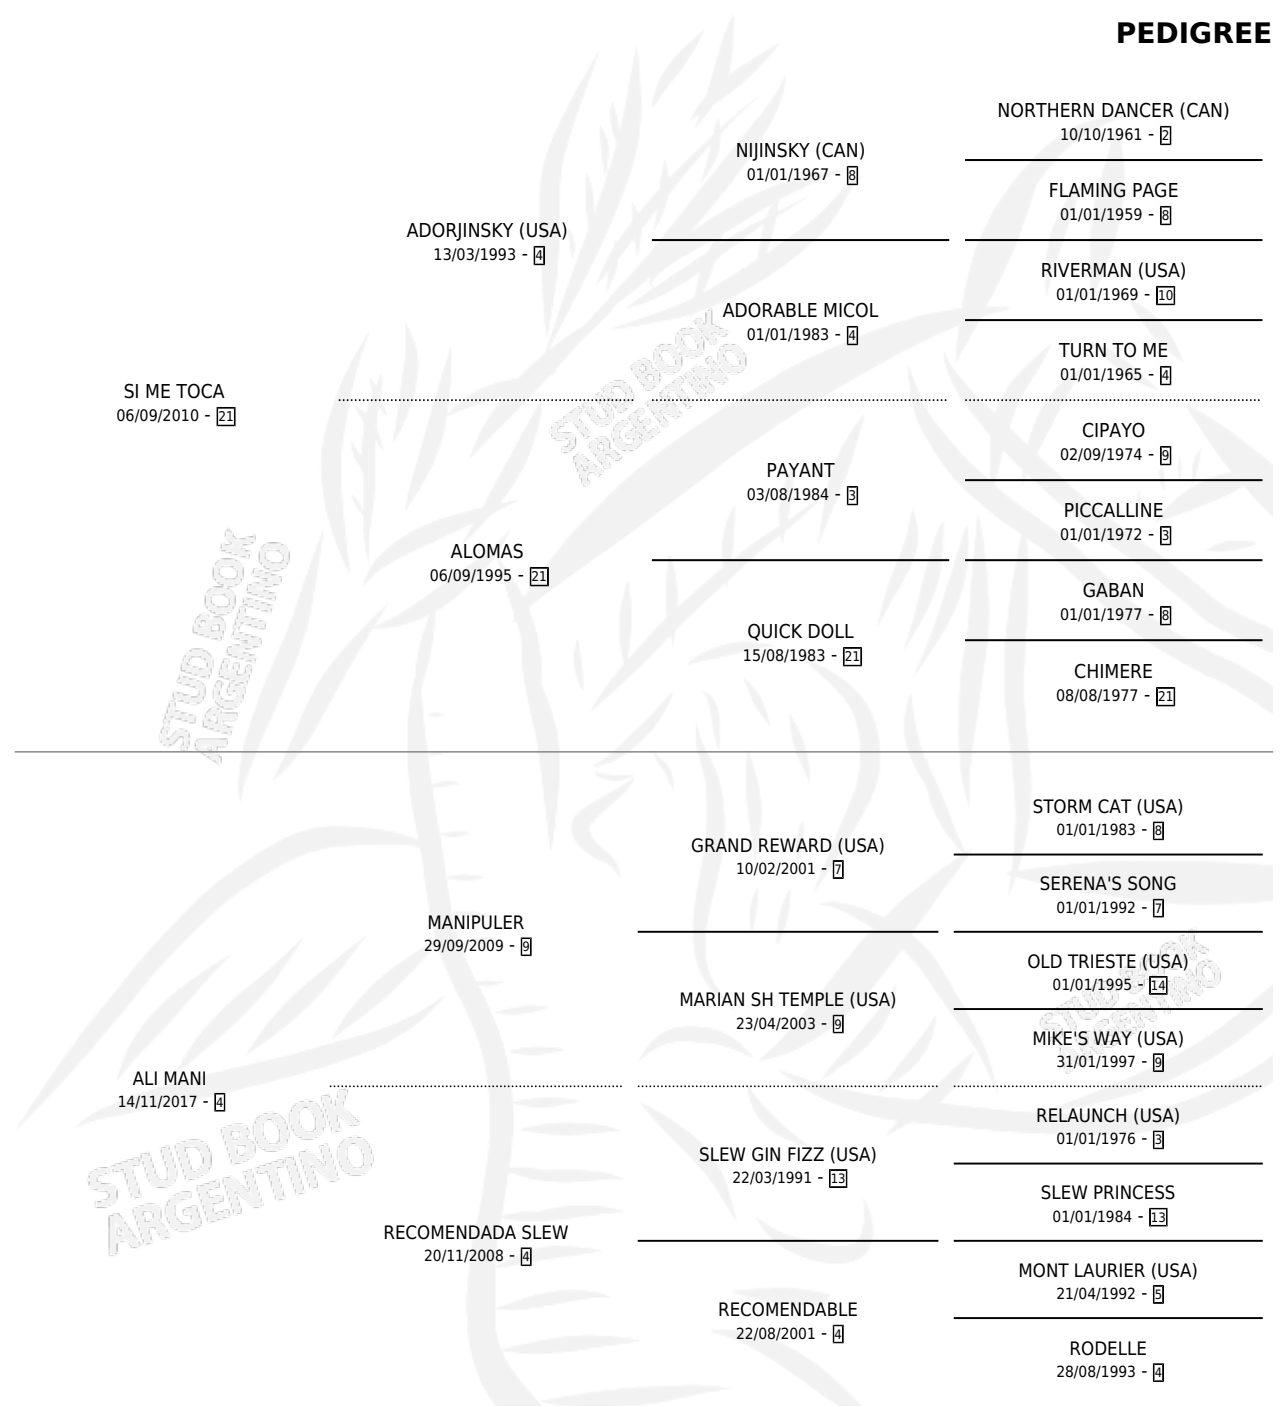 PEDIGREE
NORTHERN DANCER (CAN)
10/10/1961 - 2
NIJINSKY (CAN)
01/01/1967 - 8
FLAMING PAGE
01/01/1959 - 8
ADORJINSKY (USA)
13/03/1993 - 4
RIVERMAN (USA)
01/01/1969 - 10
ADORABLE MICOL
01/01/1983 - 4
TURN TO ME
01/01/1965 - 4
SI ME TOCA
06/09/2010 - 21
STUD BOOK
ARGENTINO
CIPAYO
02/09/1974 - 9
PAYANT
03/08/1984 - 3
PICCALLINE
01/01/1972 - 3
ALOMAS
06/09/1995 - 21
GABAN
01/01/1977 - 8
QUICK DOLL
15/08/1983 - 21
CHIMERE
08/08/1977 - 21
STUD BOOK
ARGENTINO
STORM CAT (USA)
01/01/1983 - 8
GRAND REWARD (USA)
10/02/2001 - 7
SERENA'S SONG
01/01/1992 - 7
MANIPULER
29/09/2009 - 9
OLD TRIESTE (USA)
01/01/1995 - 14
MARIAN SH TEMPLE (USA)
23/04/2003 - 9
STUD BOOK
ARGENTINO
MIKE'S WAY (USA)
31/01/1997 - 9
ALI MANI
14/11/2017 - 4
RELAUNCH (USA)
01/01/1976 - 3
SLEW GIN FIZZ (USA)
22/03/1991 - 13
STUD BOOK
ARGENTINO
SLEW PRINCESS
01/01/1984 - 13
RECOMENDADA SLEW
20/11/2008 - 4
MONT LAURIER (USA)
21/04/1992 - 5
RECOMENDABLE
22/08/2001 - 4
RODELLE
28/08/1993 - 4